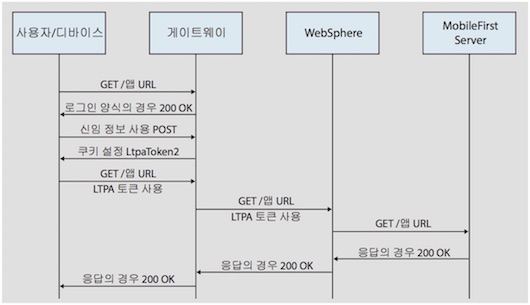 사용자/디바이스
게이트웨이
WebSphere
MobileFirst
Server
GET /앱 URL
로그인 양식의 경우 200 OK
신임 정보 사용 POST
쿠키 설정 LtpaToken2
GET /앱 URL
LTPA 토큰 사용
GET /앱 URL
LTPA 토큰 사용
GET /앱 URL
응답의 경우 200 OK
응답의 경우 200 OK
응답의 경우 200 OK